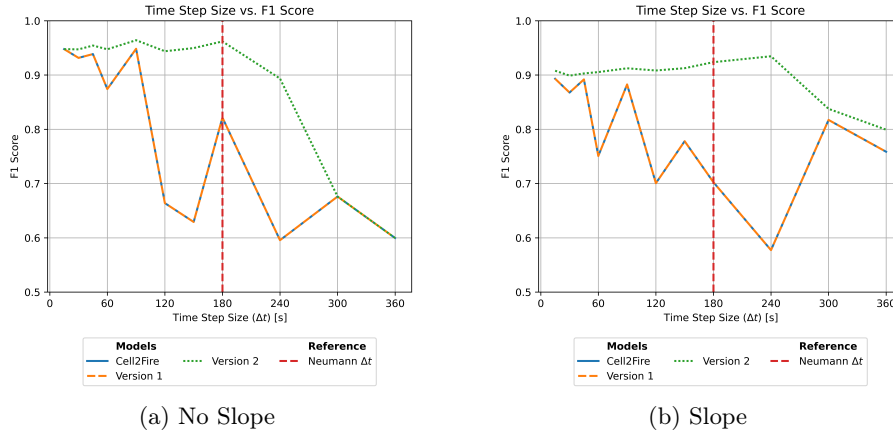 Time Step Size vs. F1 Score
1.0
0.9
0.8
0.7
0.6
0.5
F1 Score
0 60 120 180 240 300 360
Time Step Size (Δt) [s]
Models Reference
Cell2Fire Version 2 Neumann Δt
Version 1
(a) No Slope
Time Step Size vs. F1 Score
1.0
0.9
0.8
0.7
0.6
0.5
F1 Score
0 60 120 180 240 300 360
Time Step Size (Δt) [s]
Models Reference
Cell2Fire Version 2 Neumann Δt
Version 1
(b) Slope